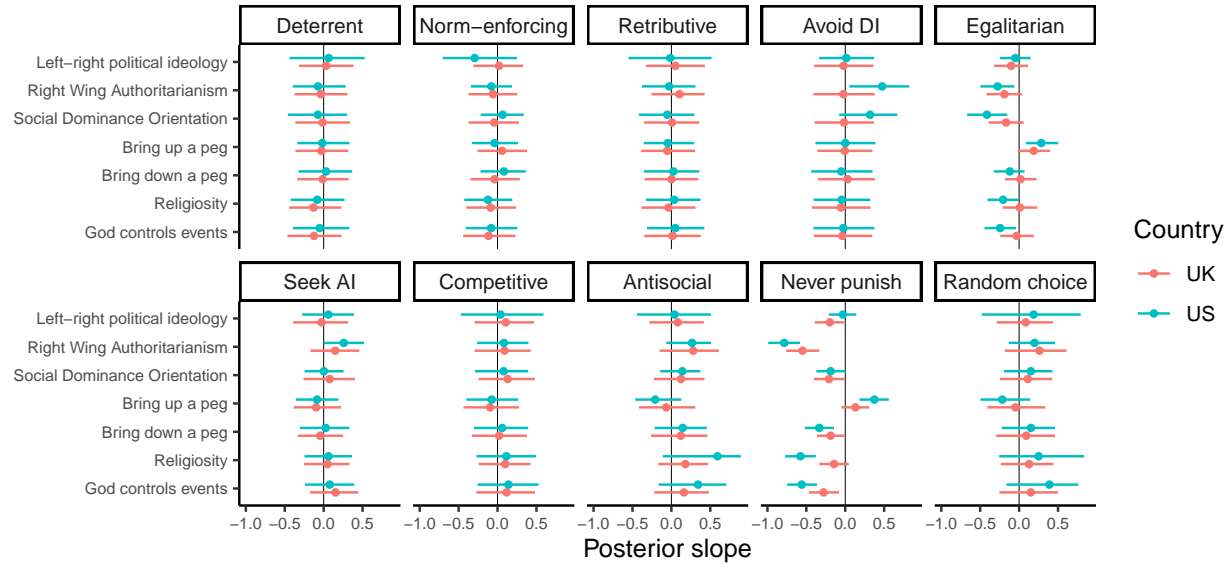 Deterrent Norm−enforcing Retributive Avoid DI Egalitarian
Left−right political ideology
Right Wing Authoritarianism
Social Dominance Orientation
Bring up a peg
Bring down a peg
Religiosity
God controls events
Seek AI Competitive Antisocial Never punish Random choice
Left−right political ideology
Right Wing Authoritarianism
Social Dominance Orientation
Bring up a peg
Bring down a peg
Religiosity
God controls events
−1.0 −0.5 0.0 0.5 −1.0 −0.5 0.0 0.5 −1.0 −0.5 0.0 0.5 −1.0 −0.5 0.0 0.5 −1.0 −0.5 0.0 0.5
Posterior slope
Country
UK
US